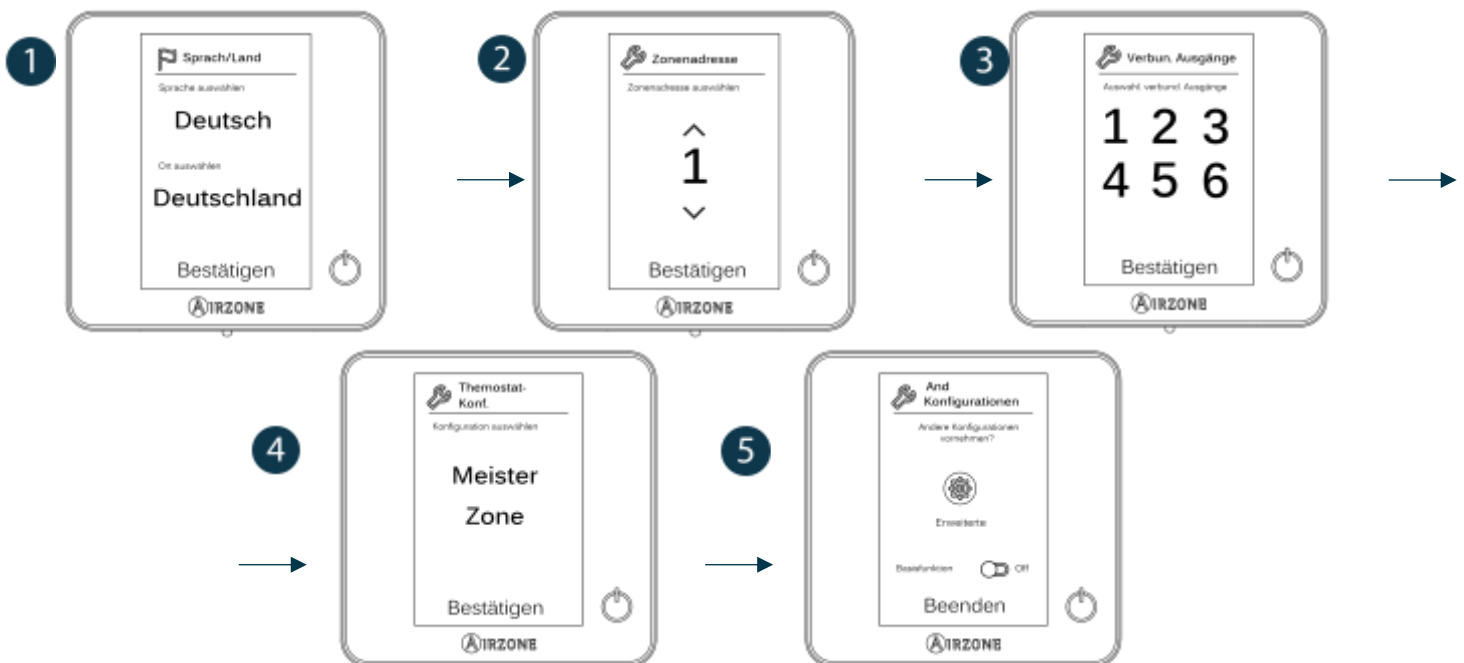 1
Sprach/Land
Sprache auswählen
Deutsch
Ort auswählen
Deutschland
Bestätigen
AIRZONE
2
Zonenadresse
Zonenadresse auswählen
1
Bestätigen
AIRZONE
3
Verbun. Ausgänge
Auswahl. verbund. Ausgänge
1 2 3
4 5 6
Bestätigen
AIRZONE
4
Themostat-
Konf.
Konfiguration auswählen
Meister
Zone
Bestätigen
AIRZONE
5
And
Konfigurationen
Andere Konfigurationen
vornehmen?
Erweiterte
Basisfunktion Off
Beenden
AIRZONE